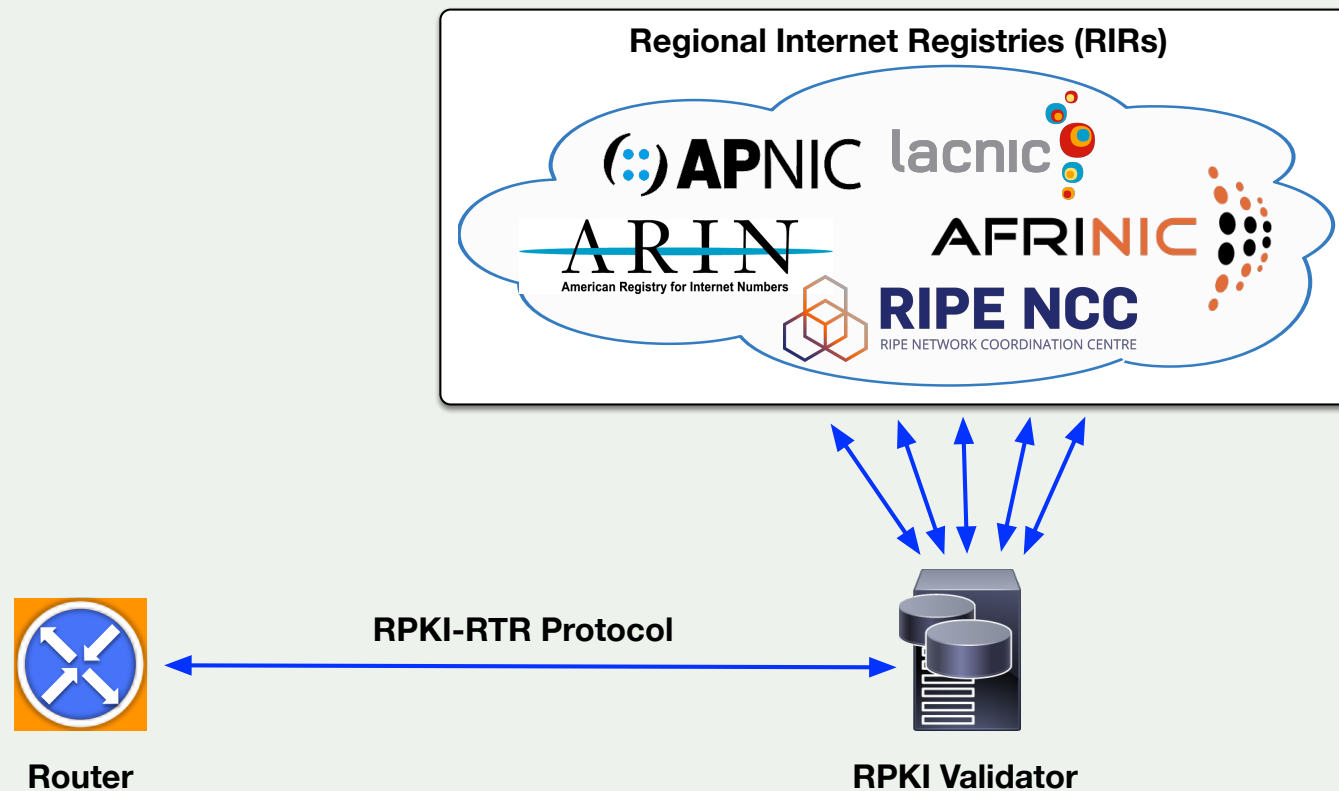 Regional Internet Registries (RIRs)
(::) APNIC
lacnic
ARIN
American Registry for Internet Numbers
AFRINIC
RIPE NCC
RIPE NETWORK COORDINATION CENTRE
RPKI-RTR Protocol
Router
RPKI Validator